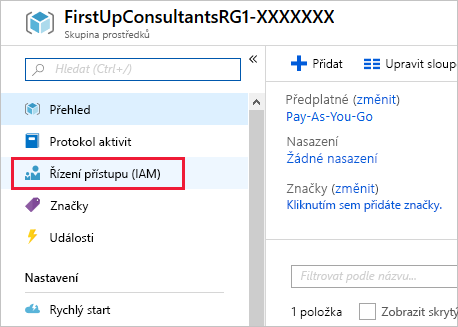 FirstUpConsultantsRG1-XXXXXXX
Skupina prostředků
Hledat (Ctrl+/)
Přehled
Protokol aktivit
Řízení přístupu (IAM)
Značky
Události
Nastavení
Rychlý start
Přidat
Upravit sloup
Předplatné (změnit)
Pay-As-You-Go
Nasazení
Žádné nasazení
Značky (změnit)
Kliknutím sem přidáte značky.
Filtrovat podle názvu...
1 položka
Zobrazit skrytý